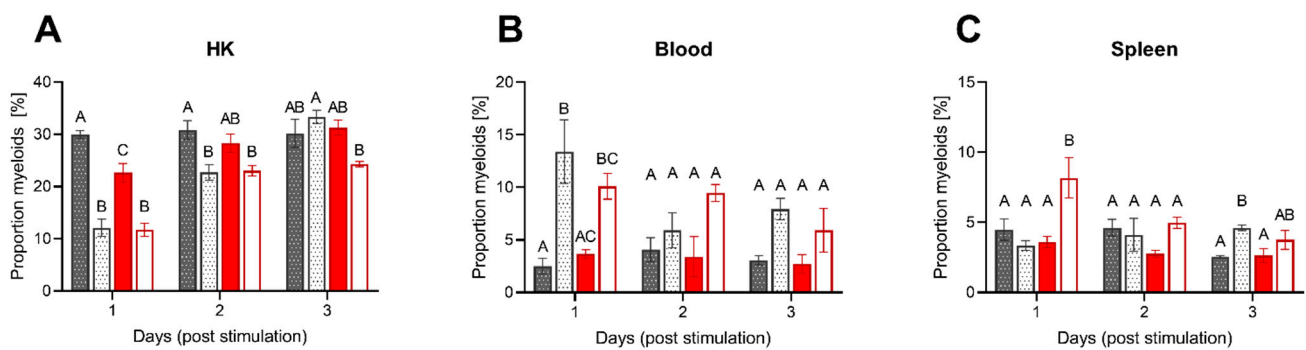 A
HK
Proportion myeloids [%]
40
30
20
10
0
A B C B
A B AB B
AB A AB B
1 2 3
Days (post stimulation)
B
Blood
Proportion myeloids [%]
20
15
10
5
0
A B AC BC
A A A A
A A A A
1 2 3
Days (post stimulation)
C
Spleen
Proportion myeloids [%]
15
10
5
0
A A A B
A A A A
A B A AB
1 2 3
Days (post stimulation)